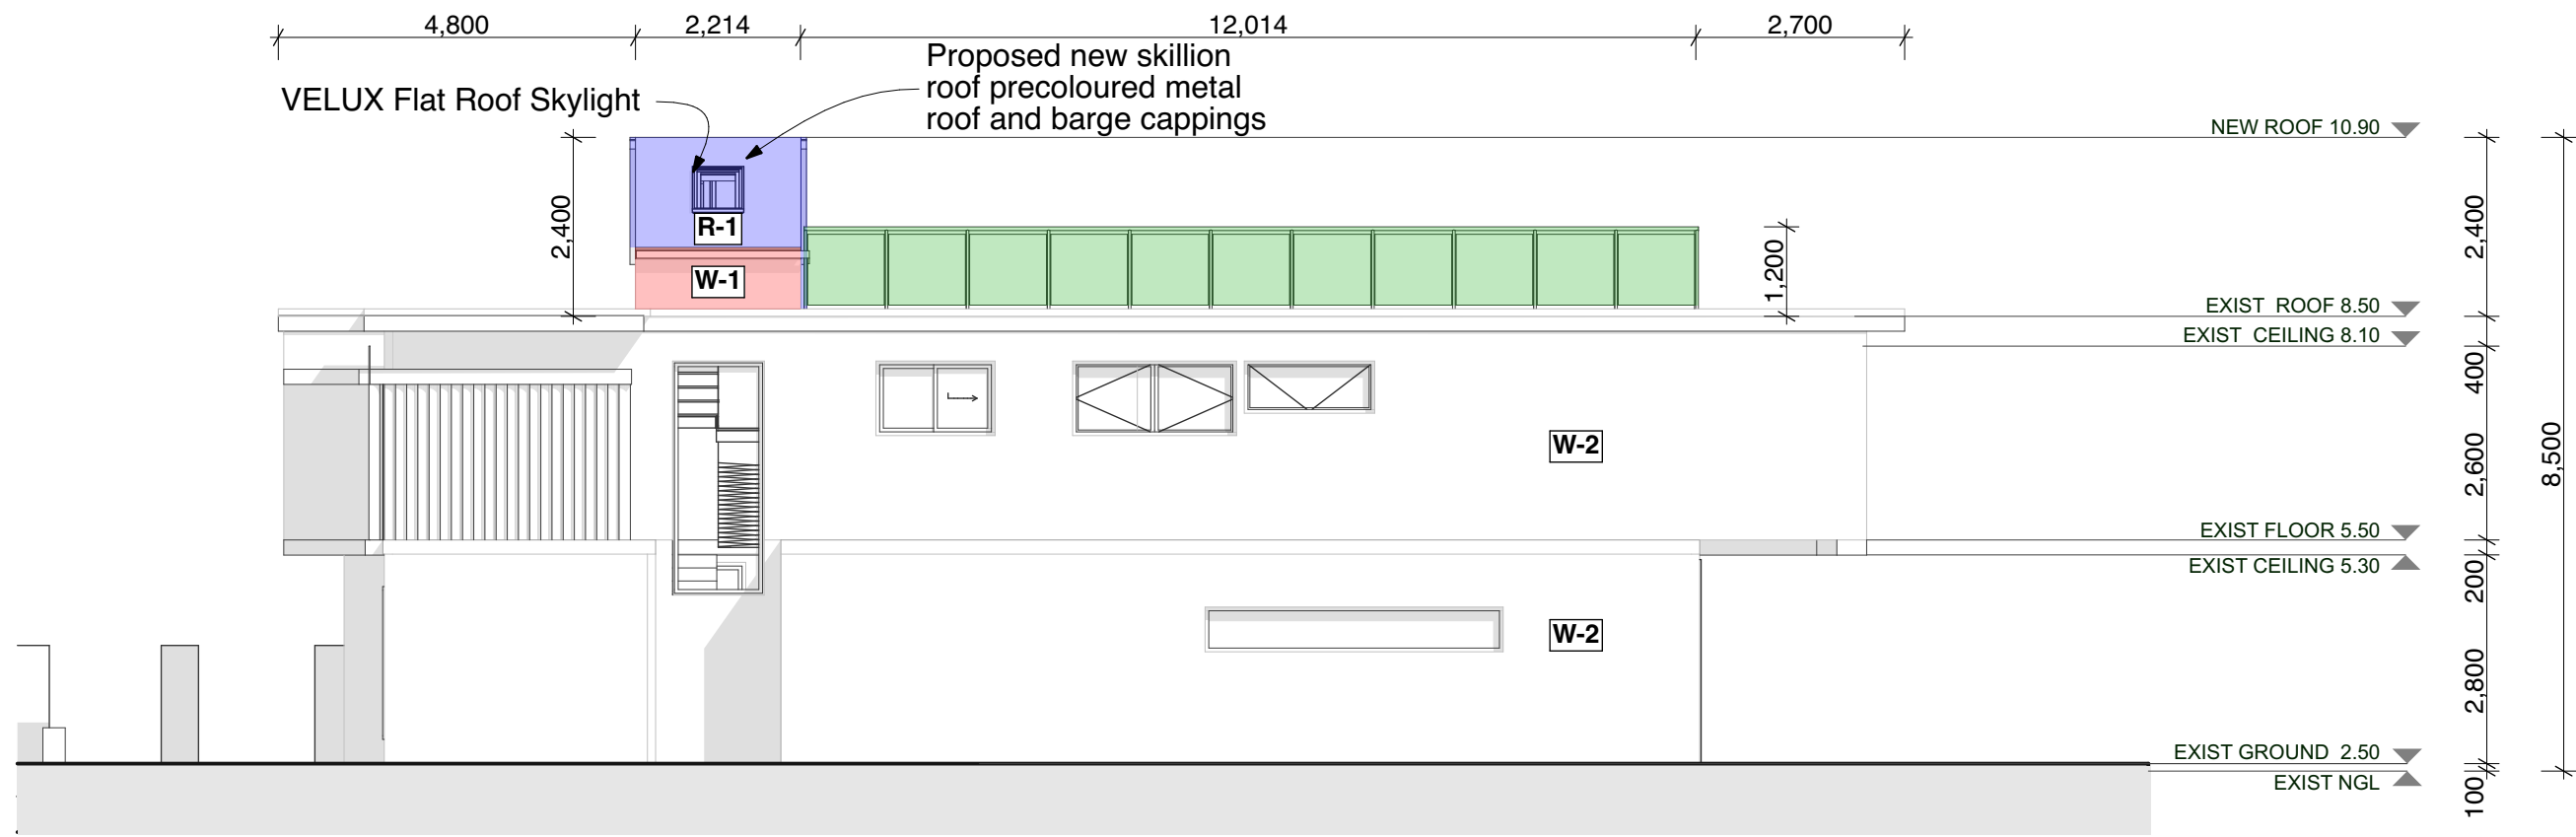 4,800
2,214
12,014
2,700
VELUX Flat Roof Skylight
Proposed new skillion
roof precoloured metal
roof and barge cappings
NEW ROOF 10.90
2,400
R-1
W-1
1,200
2,400
EXIST ROOF 8.50
EXIST CEILING 8.10
400
W-2
2,600
8,500
EXIST FLOOR 5.50
EXIST CEILING 5.30
200
W-2
2,800
EXIST GROUND 2.50
EXIST NGL
100